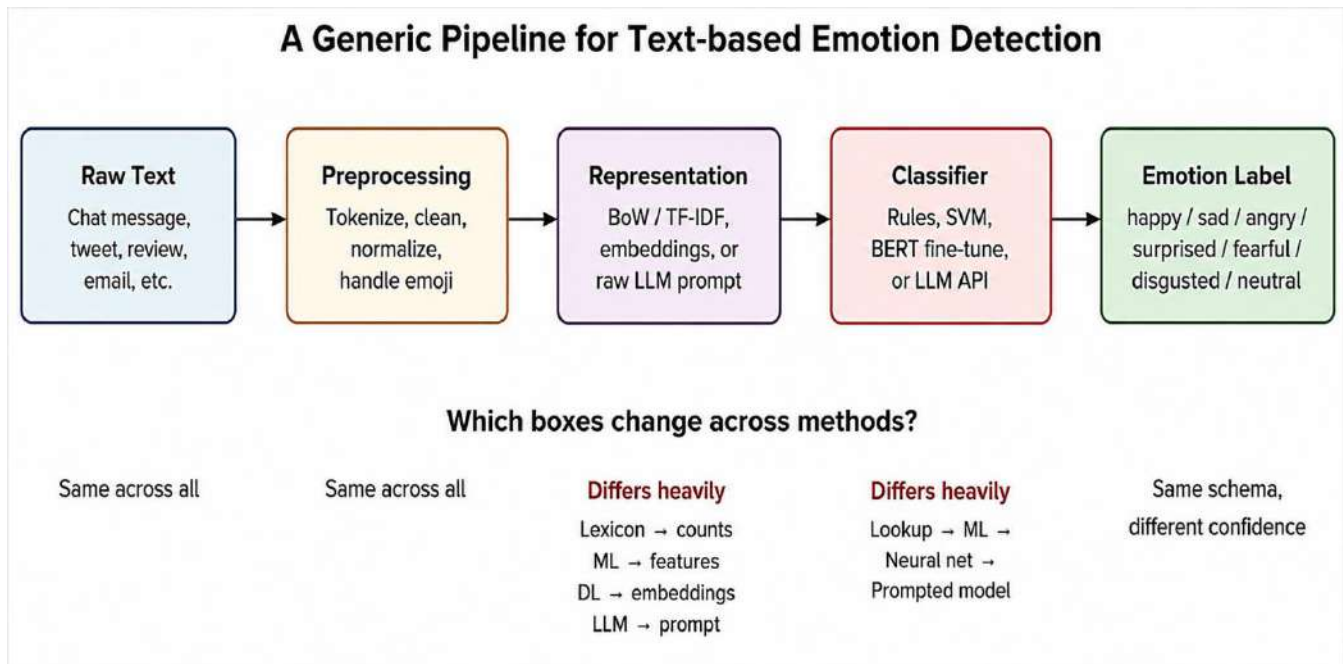 A Generic Pipeline for Text-based Emotion Detection
Raw Text
Chat message,
tweet, review,
email, etc.
Preprocessing
Tokenize, clean,
normalize,
handle emoji
Representation
BoW / TF-IDF,
embeddings, or
raw LLM prompt
Classifier
Rules, SVM,
BERT fine-tune,
or LLM API
Emotion Label
happy / sad / angry /
surprised / fearful /
disgusted / neutral
Which boxes change across methods?
Same across all
Same across all
Differs heavily
Lexicon → counts
ML → features
DL → embeddings
LLM → prompt
Differs heavily
Lookup → ML →
Neural net →
Prompted model
Same schema,
different confidence